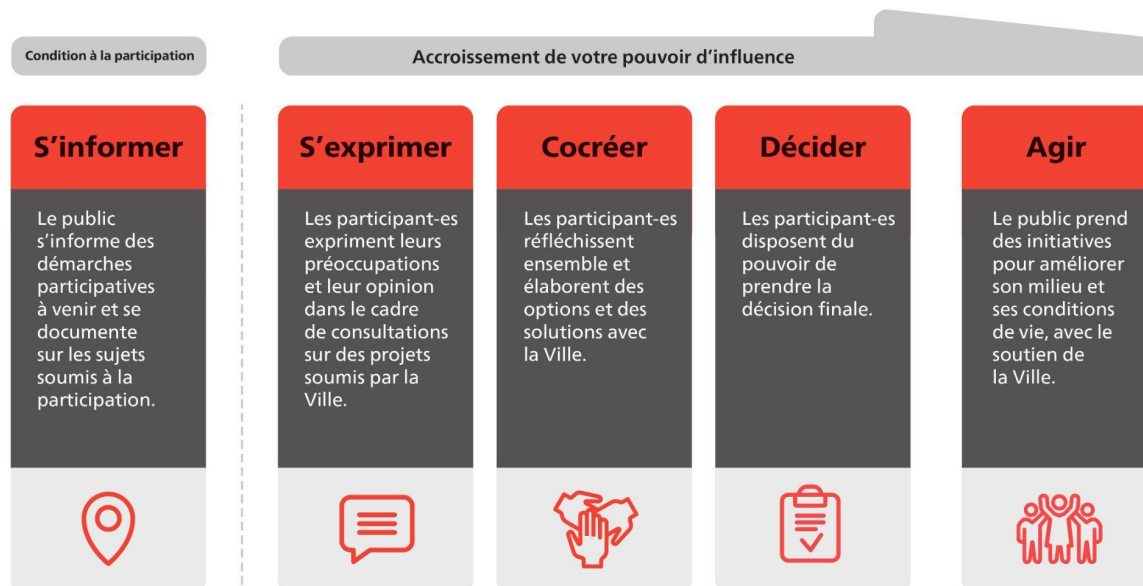 Condition à la participation
Accroissement de votre pouvoir d’influence
S’informer
Le public
s’informe des
démarches
participatives
à venir et se
documente
sur les sujets
soumis à la
participation.
S’exprimer
Les participant-es
expriment leurs
préoccupations
et leur opinion
dans le cadre
de consultations
sur des projets
soumis par la
Ville.
Cocréer
Les participant-es
réfléchissent
ensemble et
élaborent des
options et des
solutions avec
la Ville.
Décider
Les participant-es
disposent du
pouvoir de
prendre la
décision finale.
Agir
Le public prend
des initiatives
pour améliorer
son milieu et
ses conditions
de vie, avec le
soutien de
la Ville.